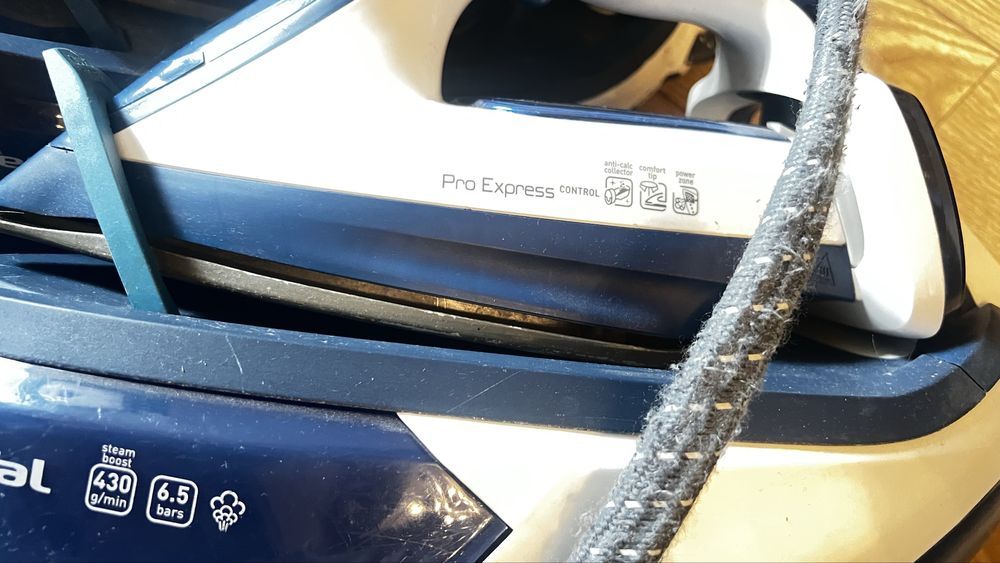 Pro Express CONTROL
anti-calc
collector
comfort
tip
power
zone
al
steam
boost
430
g/min
6.5
bars